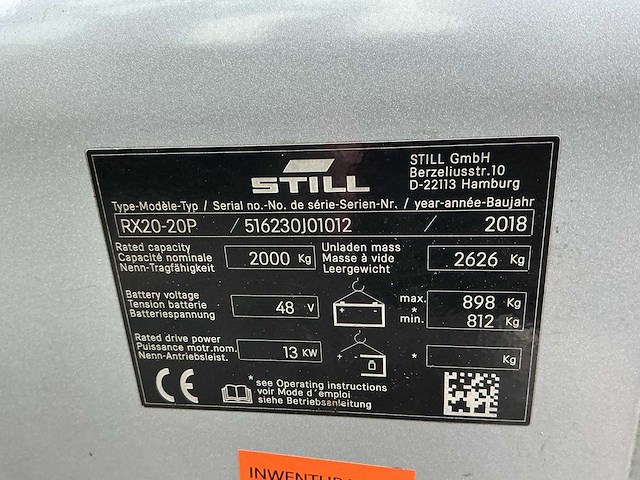 STILL
STILL GmbH
Berzeliusstr.10
D-22113 Hamburg
Type-Modèle-Typ / Serial no.-No. de série-Serien-Nr. / year-année-Baujahr
RX20-20P / 516230J01012 / 2018
Rated capacity
Capacité nominale
Nenn-Tragfähigkeit
2000 Kg
Unladen mass
Masse à vide
Leergewicht
2626 Kg
Battery voltage
Tension batterie
Batteriespannung
48 V
max. 898 Kg
*
min. 812 Kg
Rated drive power
Puissance motr.nom.
Nenn-Antriebsleist.
13 KW
* Kg
CE
*see Operating instructions
voir Mode d'emploi
siehe Betriebsanleitung